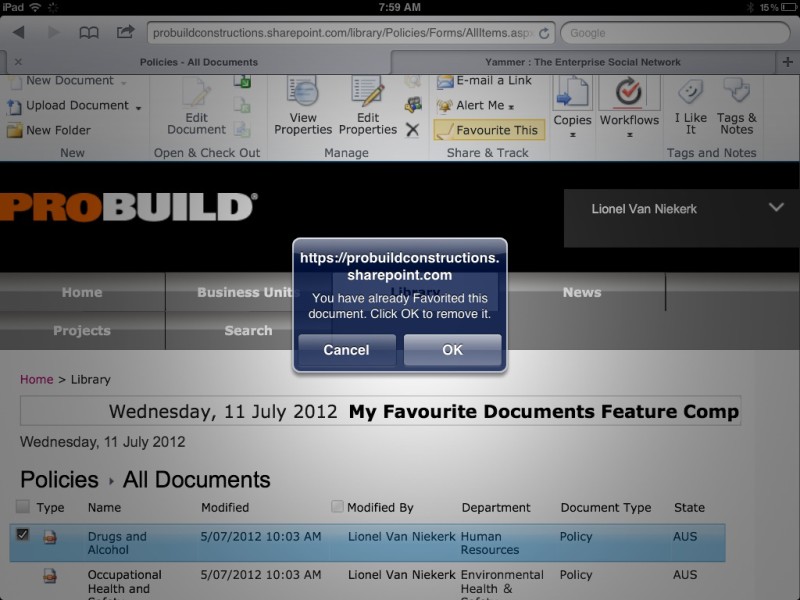 iPad 7:59 AM 15%
probuildconstructions.sharepoint.com/library/Policies/Forms/AllItems.asp
Google
Policies - All Documents
Yammer : The Enterprise Social Network
New Document
Upload Document
New Folder
New
Edit
Document
Open & Check Out
View
Properties
Edit
Properties
Manage
E-mail a Link
Alert Me
Favourite This
Share & Track
Copies
Workflows
I Like
It
Tags &
Notes
Tags and Notes
PROBUILD®
Lionel Van Niekerk
Home
Business Units
Library
News
Projects
Search
https://probuildconstructions.
sharepoint.com
You have already Favorited this
document. Click OK to remove it.
Cancel OK
Home > Library
Wednesday, 11 July 2012 My Favourite Documents Feature Comp
Wednesday, 11 July 2012
Policies All Documents
Type Name Modified Modified By Department Document Type State
Drugs and
Alcohol
5/07/2012 10:03 AM
Lionel Van Niekerk
Human
Resources
Policy
AUS
Occupational
Health and
5/07/2012 10:03 AM
Lionel Van Niekerk
Environmental
Health &
Policy
AUS